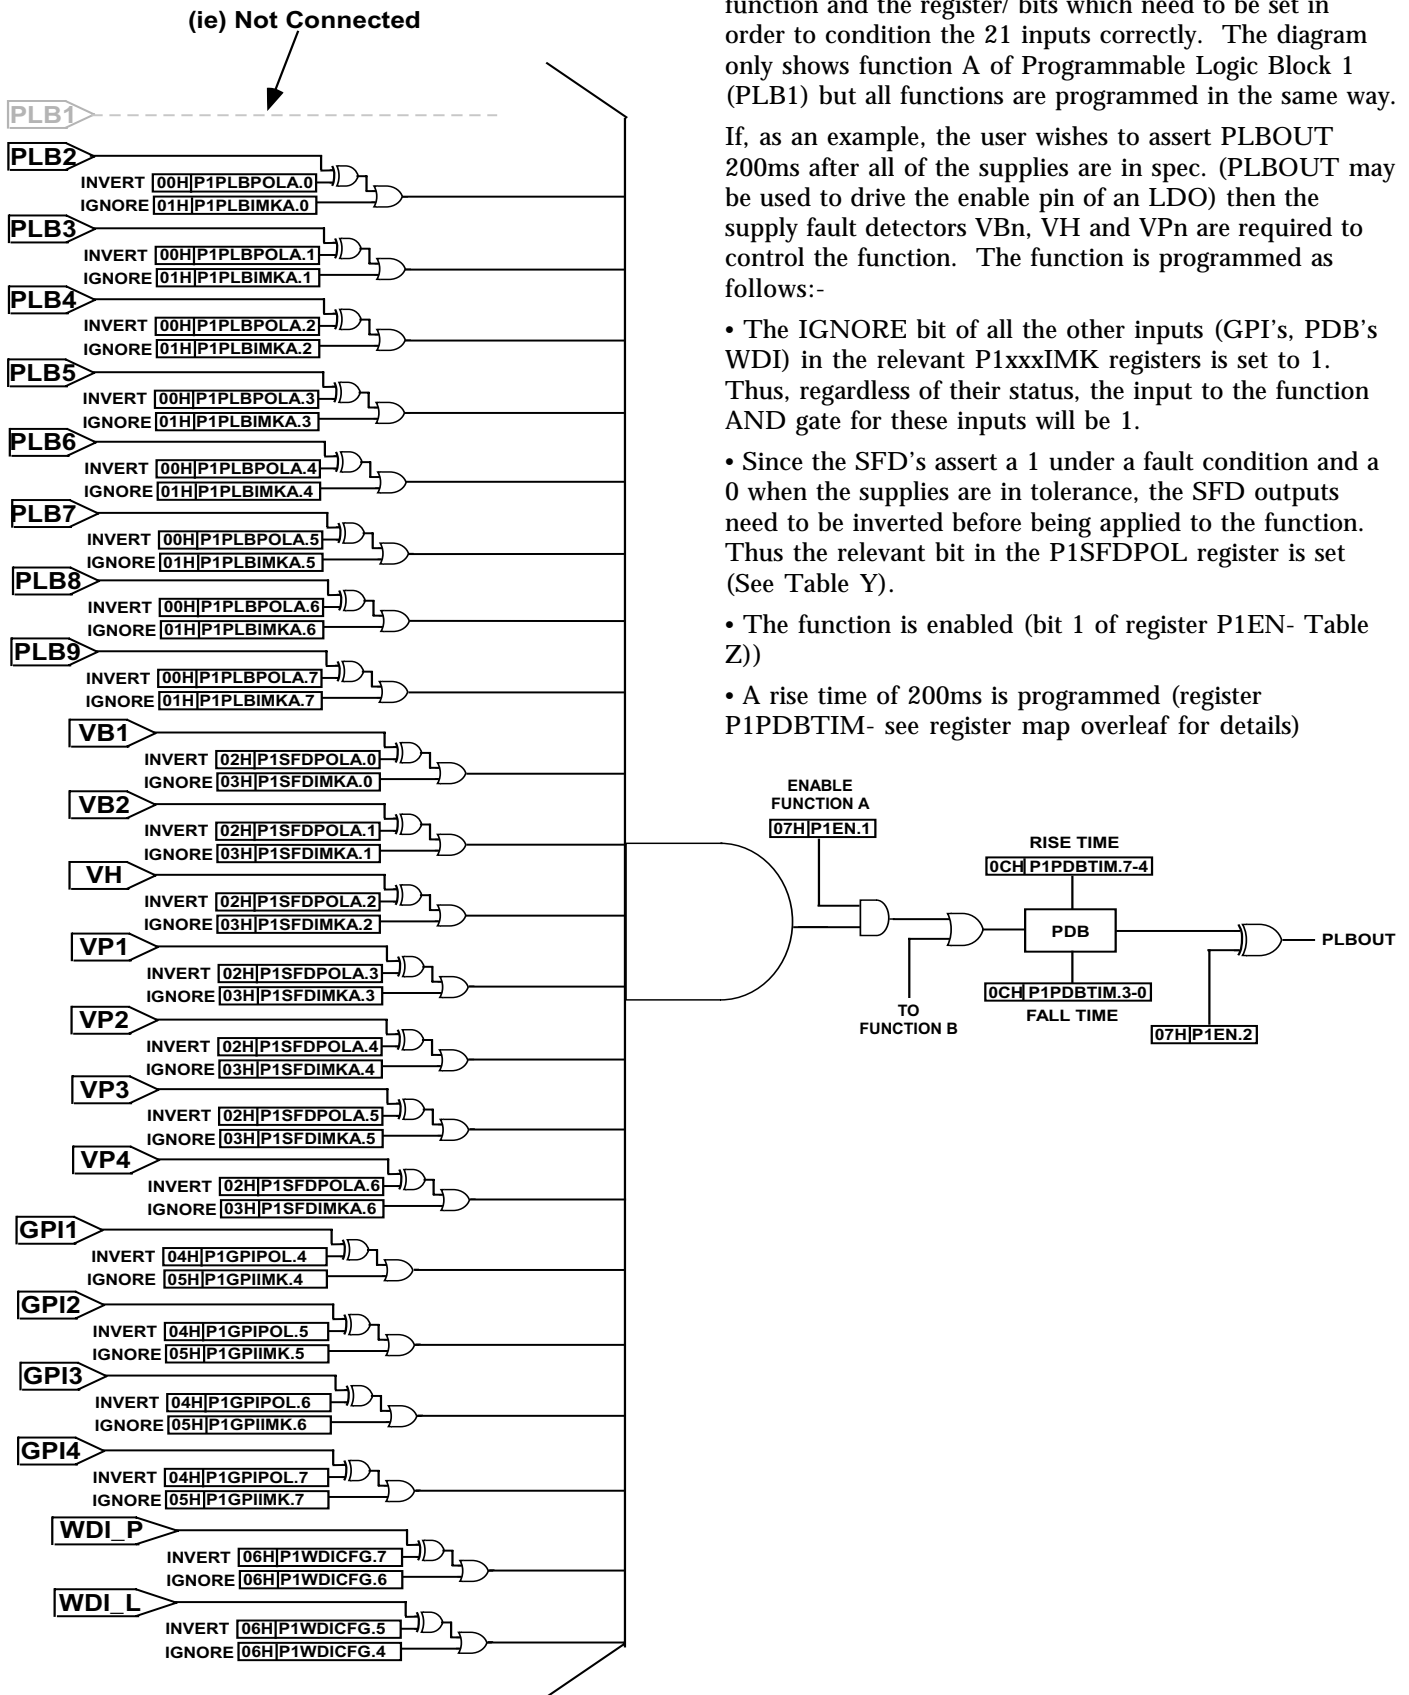 (ie) Not Connected
PLB1
PLB2
INVERT 00H P1PLBPOLA.0
IGNORE 01H P1PLBIMKA.0
PLB3
INVERT 00H P1PLBPOLA.1
IGNORE 01H P1PLBIMKA.1
PLB4
INVERT 00H P1PLBPOLA.2
IGNORE 01H P1PLBIMKA.2
PLB5
INVERT 00H P1PLBPOLA.3
IGNORE 01H P1PLBIMKA.3
PLB6
INVERT 00H P1PLBPOLA.4
IGNORE 01H P1PLBIMKA.4
PLB7
INVERT 00H P1PLBPOLA.5
IGNORE 01H P1PLBIMKA.5
PLB8
INVERT 00H P1PLBPOLA.6
IGNORE 01H P1PLBIMKA.6
PLB9
INVERT 00H P1PLBPOLA.7
IGNORE 01H P1PLBIMKA.7
VB1
INVERT 02H P1SFDPOLA.0
IGNORE 03H P1SFDIMKA.0
VB2
INVERT 02H P1SFDPOLA.1
IGNORE 03H P1SFDIMKA.1
VH
INVERT 02H P1SFDPOLA.2
IGNORE 03H P1SFDIMKA.2
VP1
INVERT 02H P1SFDPOLA.3
IGNORE 03H P1SFDIMKA.3
VP2
INVERT 02H P1SFDPOLA.4
IGNORE 03H P1SFDIMKA.4
VP3
INVERT 02H P1SFDPOLA.5
IGNORE 03H P1SFDIMKA.5
VP4
INVERT 02H P1SFDPOLA.6
IGNORE 03H P1SFDIMKA.6
GPI1
INVERT 04H P1GPIPOL.4
IGNORE 05H P1GPIIMK.4
GPI2
INVERT 04H P1GPIPOL.5
IGNORE 05H P1GPIIMK.5
GPI3
INVERT 04H P1GPIPOL.6
IGNORE 05H P1GPIIMK.6
GPI4
INVERT 04H P1GPIPOL.7
IGNORE 05H P1GPIIMK.7
WDI_P
INVERT 06H P1WDICFG.7
IGNORE 06H P1WDICFG.6
WDI_L
INVERT 06H P1WDICFG.5
IGNORE 06H P1WDICFG.4
function and the register/ bits which need to be set in
order to condition the 21 inputs correctly. The diagram
only shows function A of Programmable Logic Block 1
(PLB1) but all functions are programmed in the same way.
If, as an example, the user wishes to assert PLBOUT
200ms after all of the supplies are in spec. (PLBOUT may
be used to drive the enable pin of an LDO) then the
supply fault detectors VBn, VH and VPn are required to
control the function. The function is programmed as
follows:-
• The IGNORE bit of all the other inputs (GPI's, PDB's
WDI) in the relevant P1xxxIMK registers is set to 1.
Thus, regardless of their status, the input to the function
AND gate for these inputs will be 1.
• Since the SFD's assert a 1 under a fault condition and a
0 when the supplies are in tolerance, the SFD outputs
need to be inverted before being applied to the function.
Thus the relevant bit in the P1SFDPOL register is set
(See Table Y).
• The function is enabled (bit 1 of register P1EN- Table
Z))
• A rise time of 200ms is programmed (register
P1PDBTIM- see register map overleaf for details)
ENABLE
FUNCTION A
07H P1EN.1
RISE TIME
0CH P1PDBTIM.7-4
PDB
PLBOUT
0CH P1PDBTIM.3-0
FALL TIME
TO
FUNCTION B
07H P1EN.2